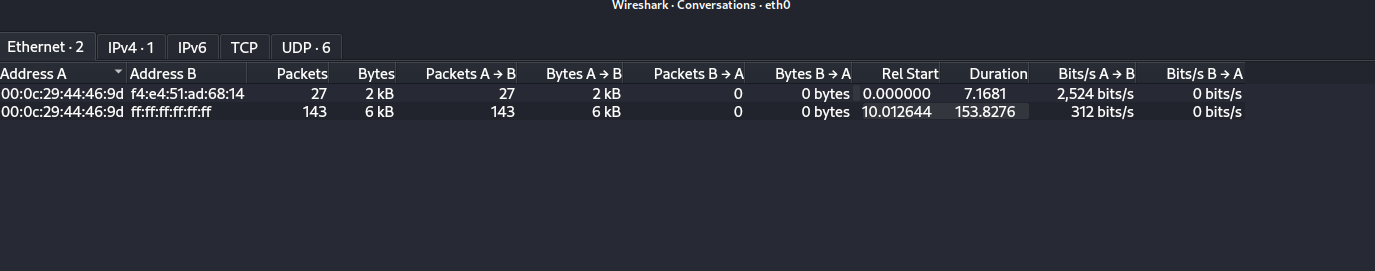 Wireshark · Conversations · eth0
Ethernet · 2 IPv4 · 1 IPv6 TCP UDP · 6
Address A Address B Packets Bytes Packets A → B Bytes A → B Packets B → A Bytes B → A Rel Start Duration Bits/s A → B Bits/s B → A
00:0c:29:44:46:9d f4:e4:51:ad:68:14 27 2 kB 27 2 kB 0 0 bytes 0.000000 7.1681 2,524 bits/s 0 bits/s
00:0c:29:44:46:9d ff:ff:ff:ff:ff:ff 143 6 kB 143 6 kB 0 0 bytes 10.012644 153.8276 312 bits/s 0 bits/s